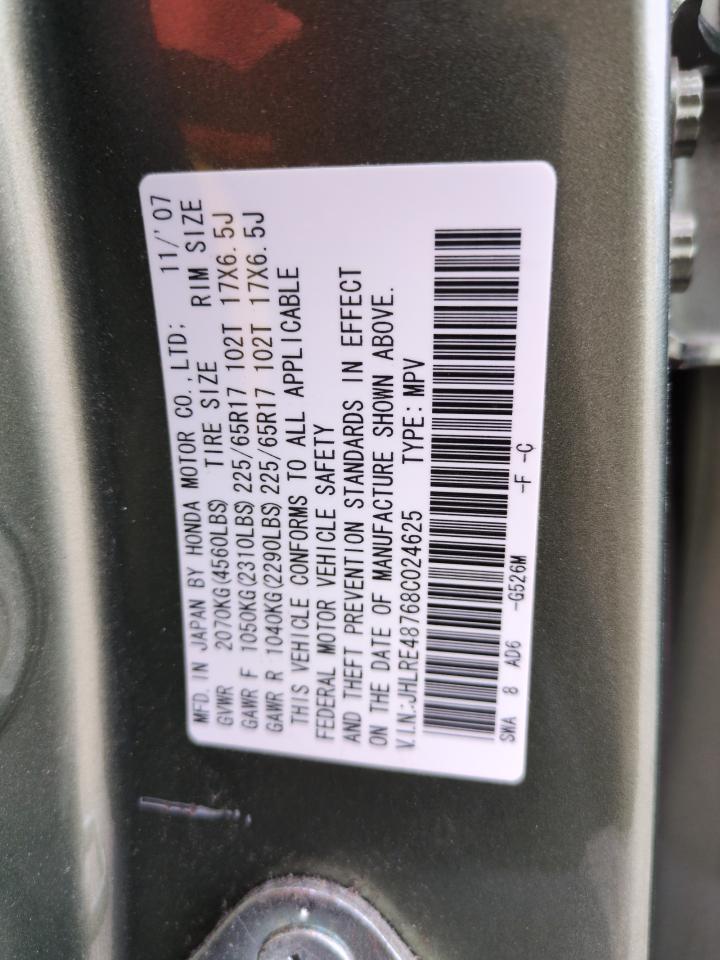 MFD. IN JAPAN BY HONDA MOTOR CO., LTD; 11/'07
GVWR 2070KG(4560LBS) TIRE SIZE RIM SIZE
GAWR F 1050KG(2310LBS) 225/65R17 102T 17X6.5J
GAWR R 1040KG(2290LBS) 225/65R17 102T 17X6.5J
THIS VEHICLE CONFORMS TO ALL APPLICABLE
FEDERAL MOTOR VEHICLE SAFETY
AND THEFT PREVENTION STANDARDS IN EFFECT
ON THE DATE OF MANUFACTURE SHOWN ABOVE.
V.I.N.:JHLRE48768C024625 TYPE: MPV
SWA 8 AD6 -G526M -F -C